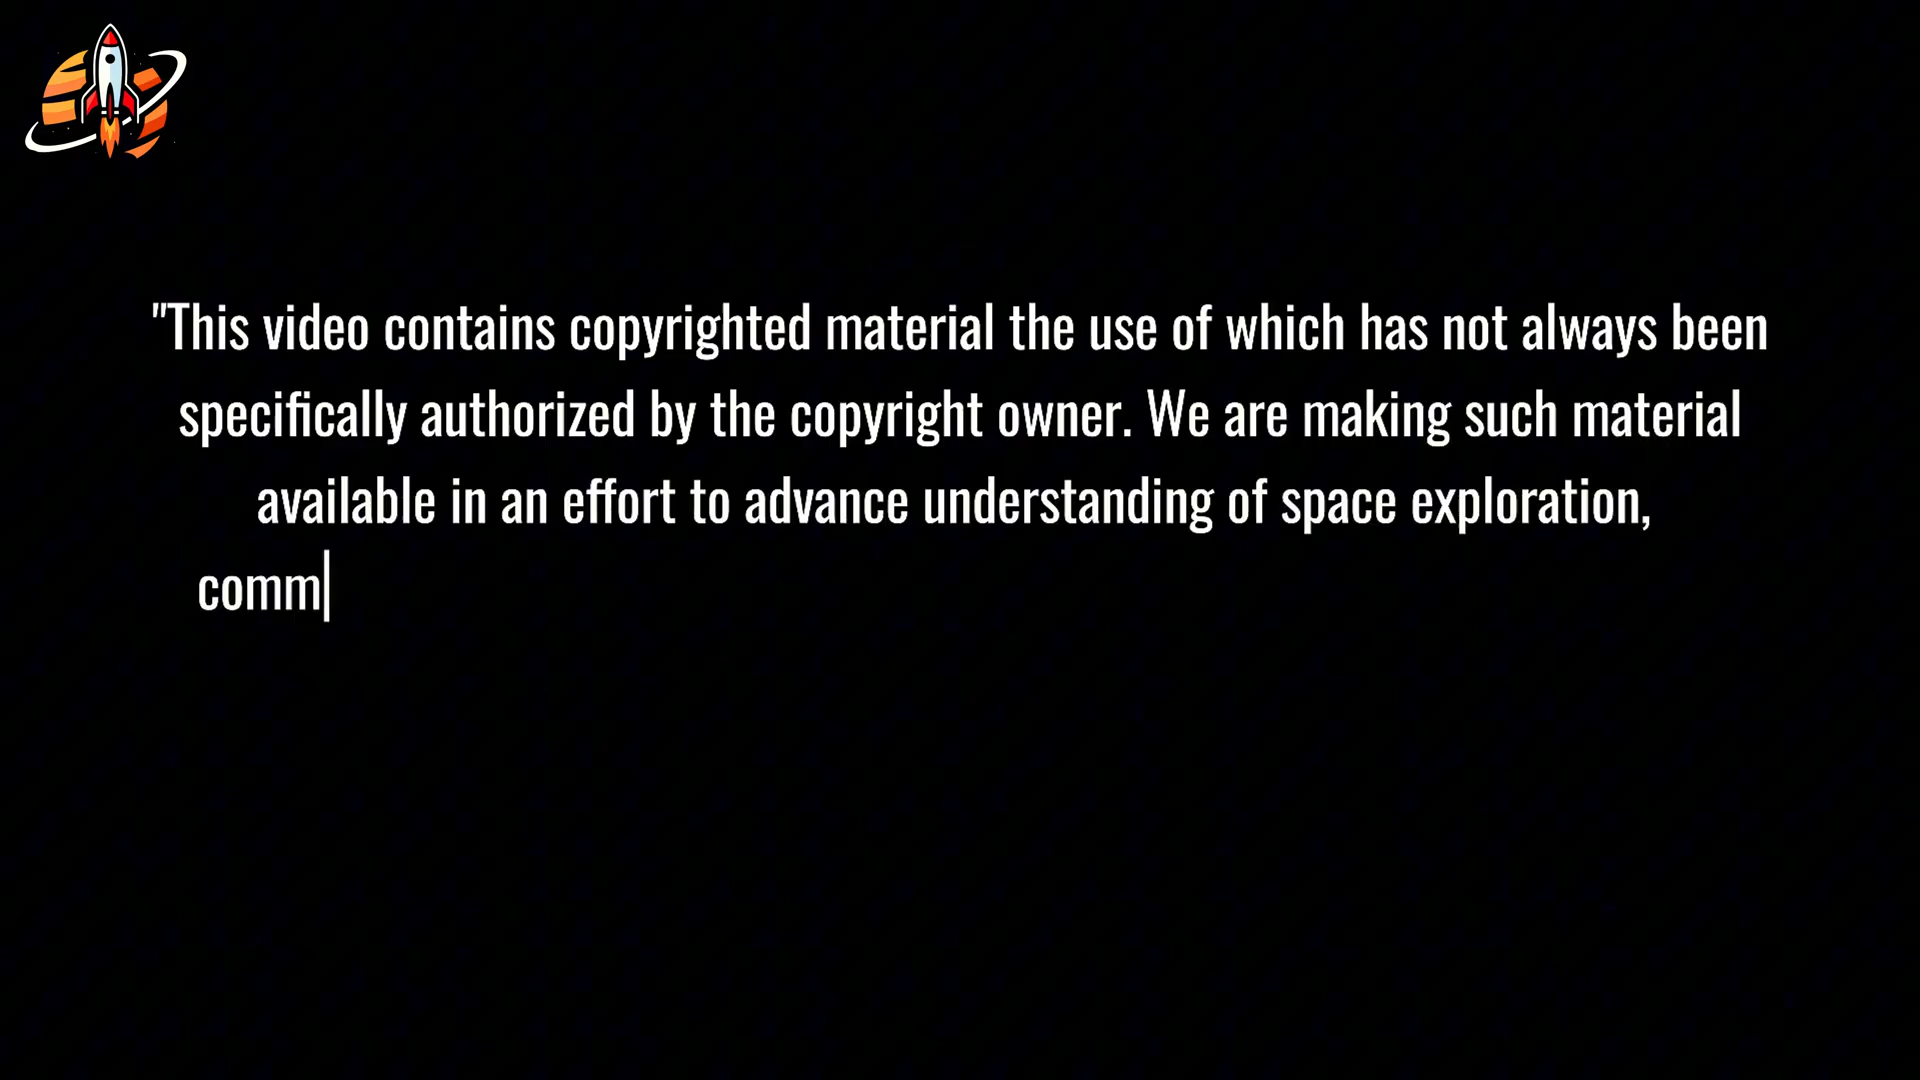 "This video contains copyrighted material the use of which has not always been
specifically authorized by the copyright owner. We are making such material
available in an effort to advance understanding of space exploration,
comm